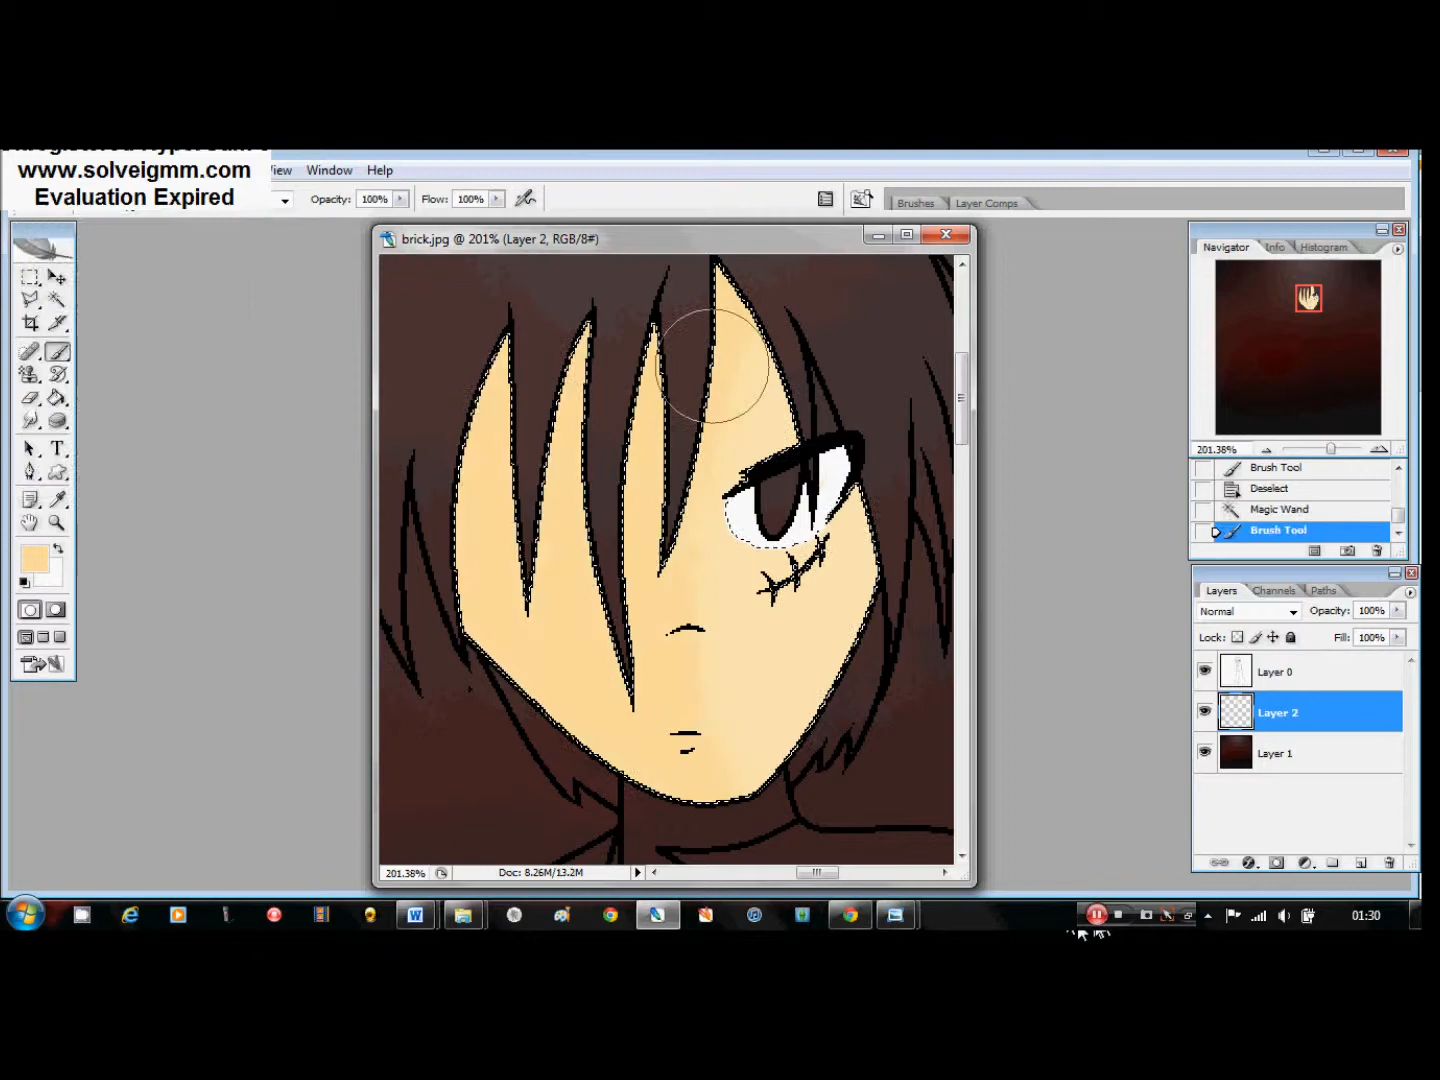 www.solveigmm.com
Evaluation Expired
Window Help
Opacity: 100% Flow: 100%
Brushes Layer Comps
brick.jpg @ 201% (Layer 2, RGB/8#)
Navigator Info Histogram
201.38%
Brush Tool
Deselect
Magic Wand
Brush Tool
Layers Channels Paths
Normal Opacity: 100%
Lock: Fill: 100%
Layer 0
Layer 2
Layer 1
201.38% Doc: 8.26M/13.2M
01:30